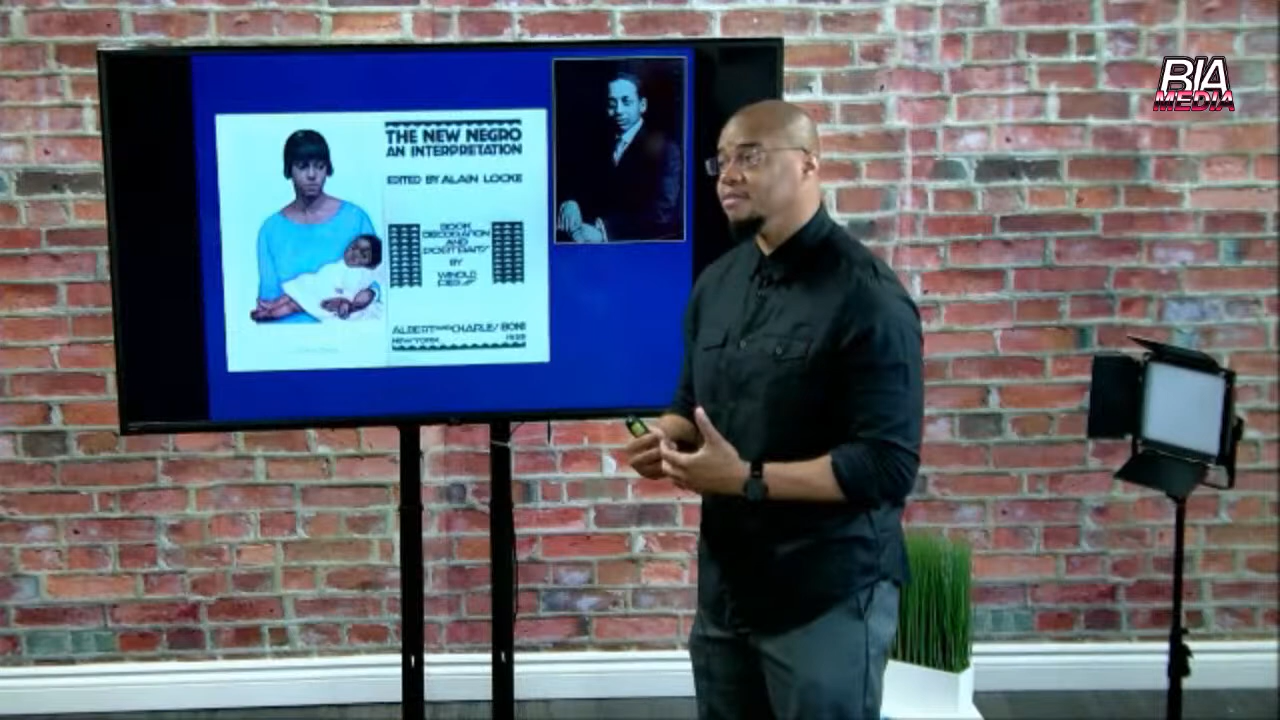 THE NEW NEGRO
AN INTERPRETATION
EDITED BY ALAIN LOCKE
BOOK
DECORATION
AND
PORTRAITS
BY
WINOLD
REISS
ALBERT AND CHARLES BONI
NEW YORK 1925
BIA
MEDIA